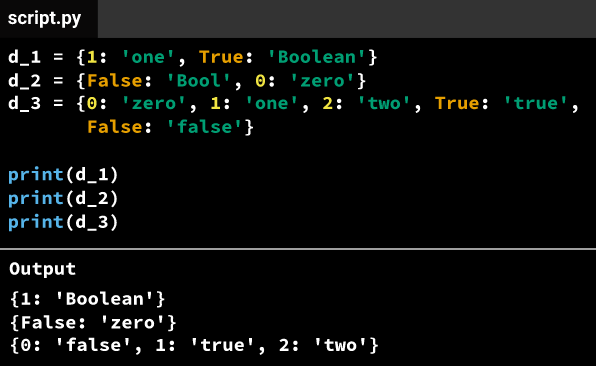 script.py
d_1 = {1: 'one', True: 'Boolean'}
d_2 = {False: 'Bool', 0: 'zero'}
d_3 = {0: 'zero', 1: 'one', 2: 'two', True: 'true',
       False: 'false'}
print(d_1)
print(d_2)
print(d_3)
Output
{1: 'Boolean'}
{False: 'zero'}
{0: 'false', 1: 'true', 2: 'two'}